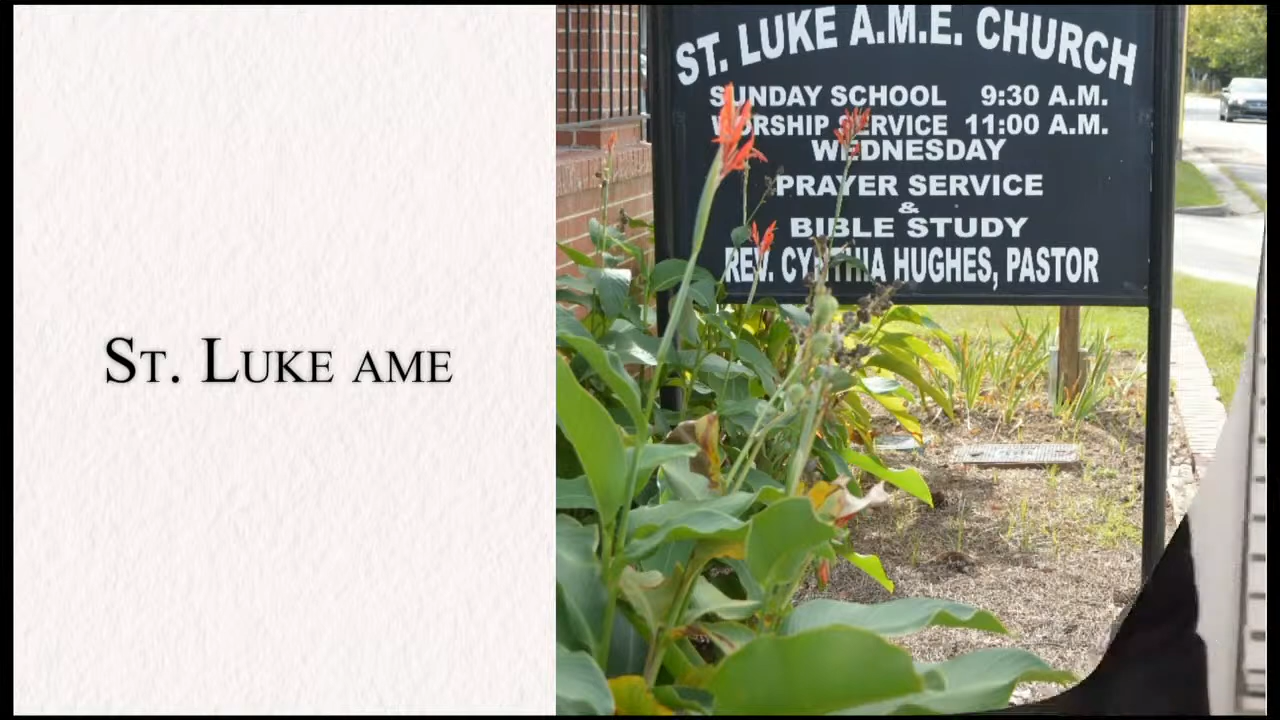 St. Luke AME
ST. LUKE A.M.E. CHURCH
SUNDAY SCHOOL 9:30 A.M.
WORSHIP SERVICE 11:00 A.M.
WEDNESDAY
PRAYER SERVICE
&
BIBLE STUDY
REV. CYNTHIA HUGHES, PASTOR